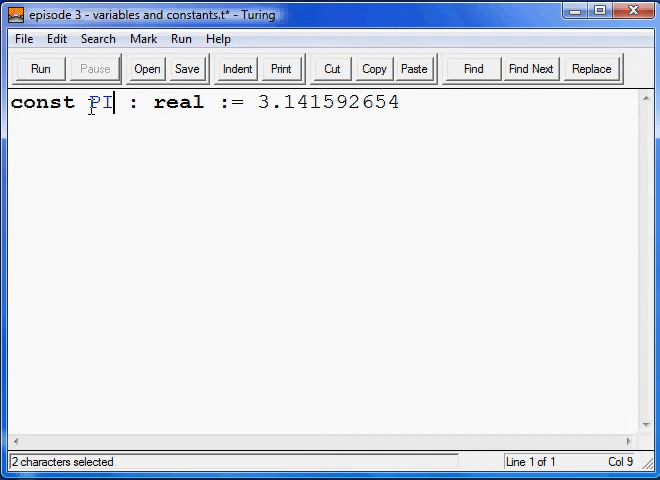 episode 3 - variables and constants.t* - Turing
File Edit Search Mark Run Help
Run Pause Open Save Indent Print Cut Copy Paste Find Find Next Replace
const PI : real := 3.141592654
2 characters selected Line 1 of 1 Col 9